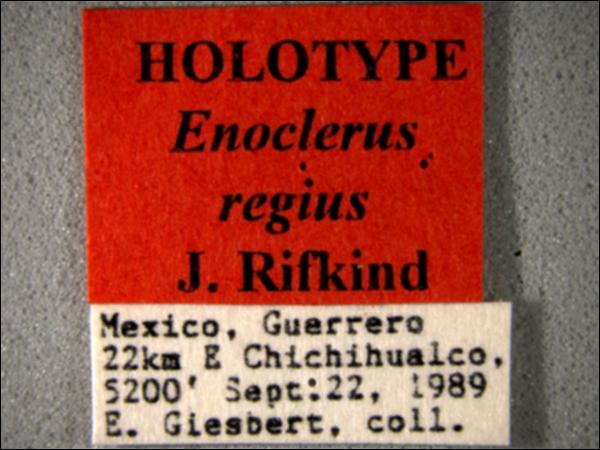 HOLOTYPE
Enoclerus
regius
J. Rifkind
Mexico, Guerrero
22km E Chichihualco,
5200' Sept:22, 1989
E. Giesbert, coll.